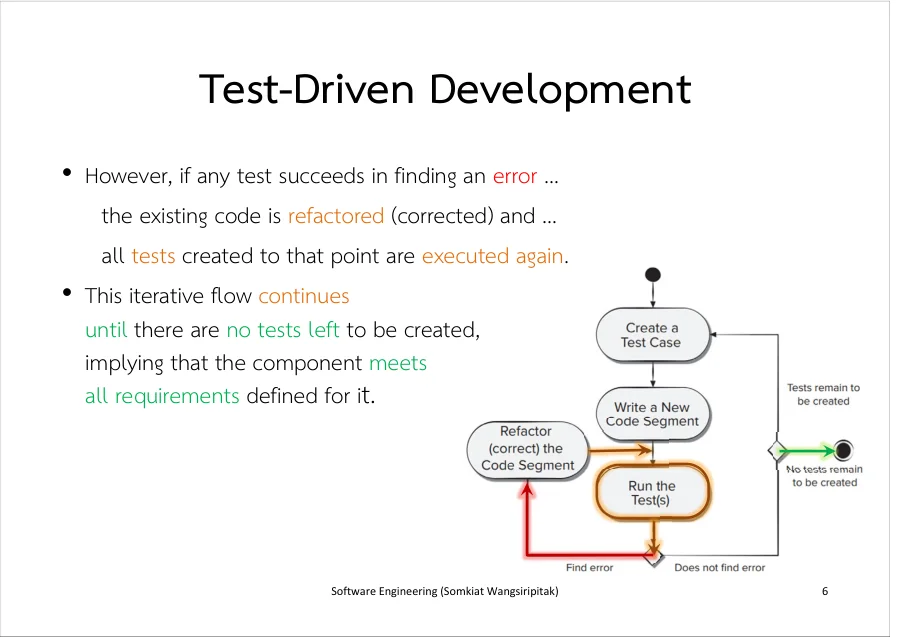 Test-Driven Development
• However, if any test succeeds in finding an error ...
the existing code is refactored (corrected) and ...
all tests created to that point are executed again.
• This iterative flow continues
until there are no tests left to be created,
implying that the component meets
all requirements defined for it.
Create a
Test Case
Write a New
Code Segment
Refactor
(correct) the
Code Segment
Run the
Test(s)
Find error
Does not find error
Tests remain to
be created
No tests remain
to be created
Software Engineering (Somkiat Wangsiripitak)
6